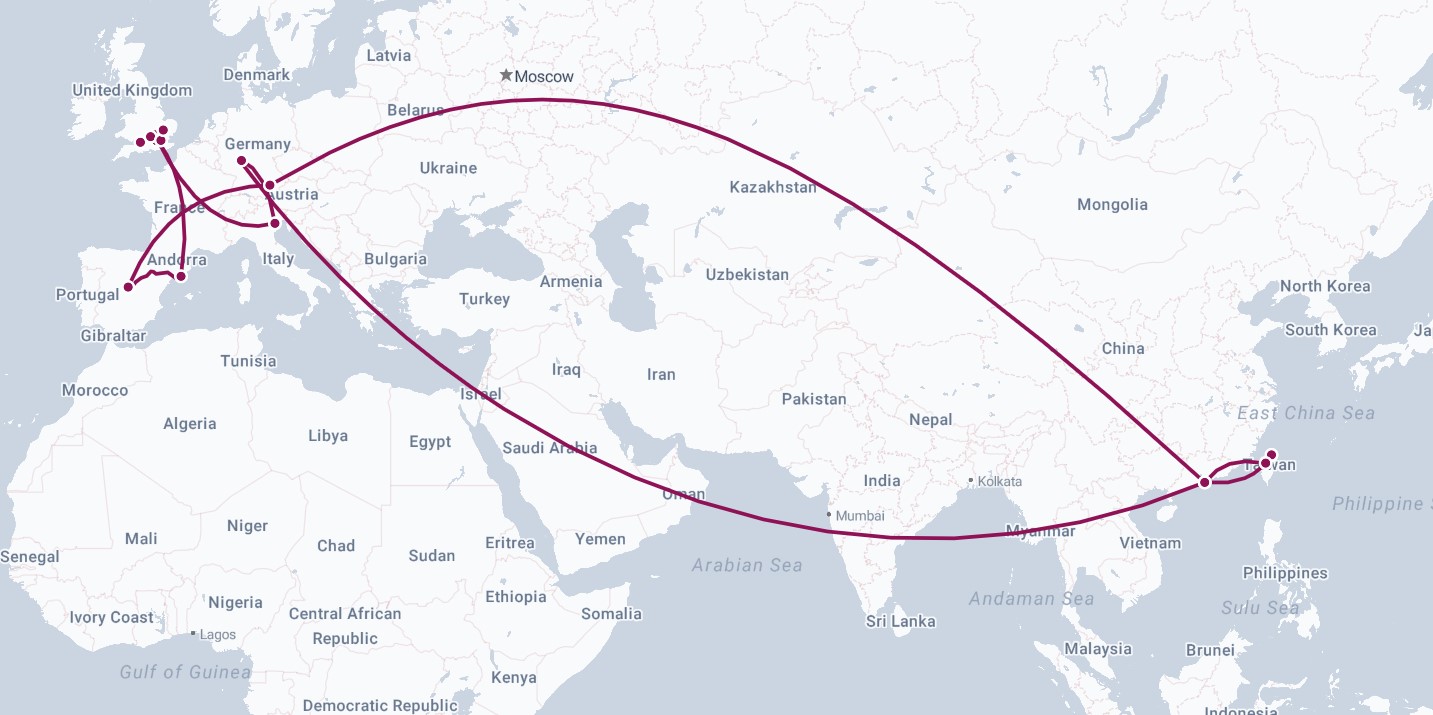 Latvia
Denmark
Moscow
United Kingdom
Belarus
Germany
Ukraine
Austria
Kazakhstan
France
Mongolia
Andorra
Italy
Bulgaria
Uzbekistan
Armenia
North Korea
Portugal
Turkey
Gibraltar
South Korea
Ja
China
Tunisia
Iraq
Iran
Morocco
Israel
Pakistan
East China Sea
Nepal
Algeria
Libya
Egypt
Saudi Arabia
Taiwan
India
Kolkata
Oman
Philippine S
Mumbai
Niger
Myanmar
Mali
Chad
Sudan
Eritrea
Yemen
Vietnam
Senegal
Arabian Sea
Philippines
Ethiopia
Andaman Sea
Nigeria
Sulu Sea
Ivory Coast
Central African
Republic
Somalia
Sri Lanka
Lagos
Malaysia
Brunei
Gulf of Guinea
Kenya
Democratic Republic
Indonesia